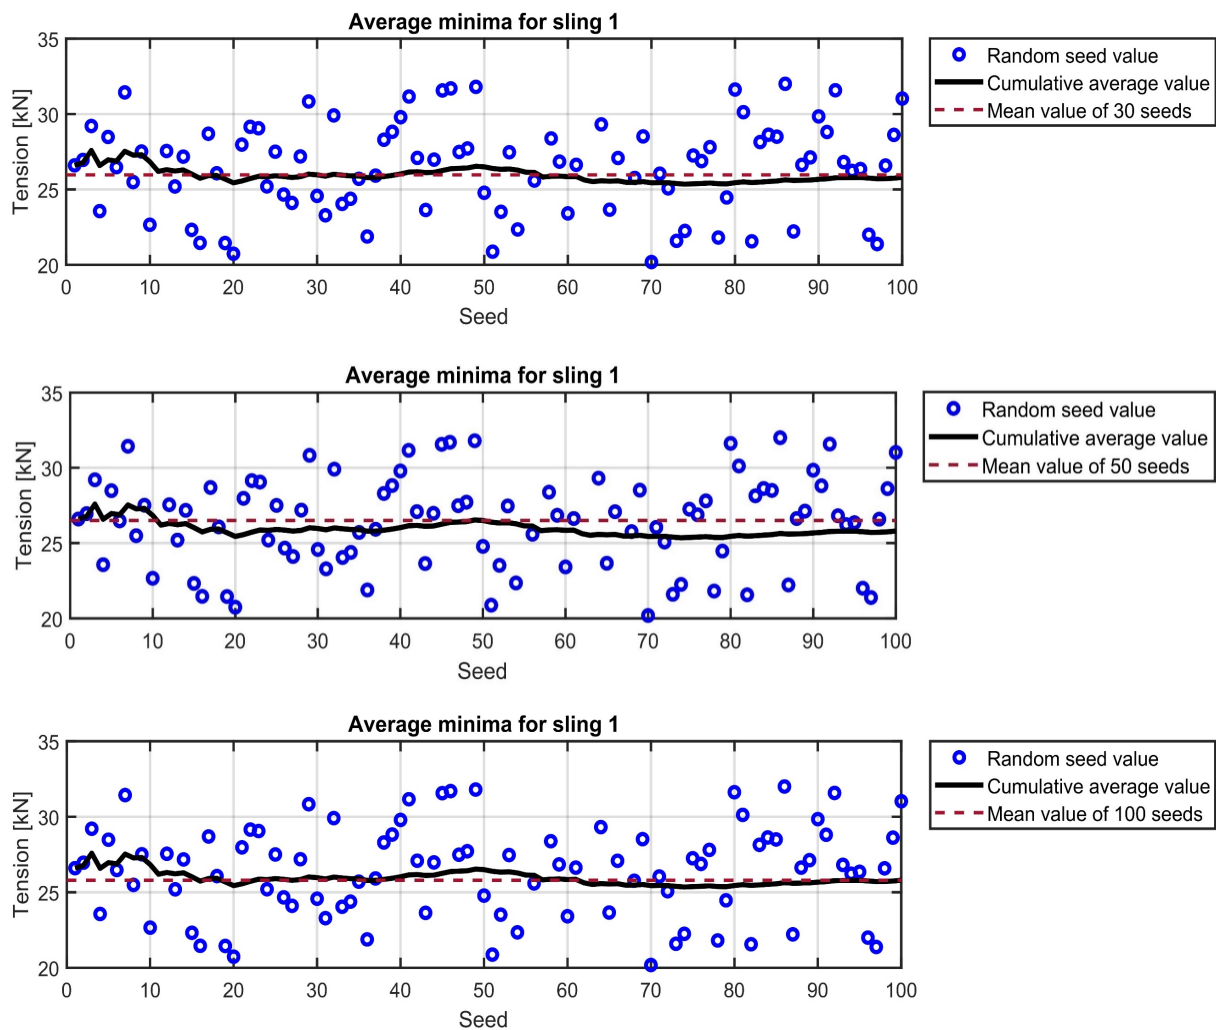 Average minima for sling 1
35
30
25
20
Tension [kN]
0 10 20 30 40 50 60 70 80 90 100
Seed
Random seed value
Cumulative average value
Mean value of 30 seeds
Average minima for sling 1
35
30
25
20
Tension [kN]
0 10 20 30 40 50 60 70 80 90 100
Seed
Random seed value
Cumulative average value
Mean value of 50 seeds
Average minima for sling 1
35
30
25
20
Tension [kN]
0 10 20 30 40 50 60 70 80 90 100
Seed
Random seed value
Cumulative average value
Mean value of 100 seeds